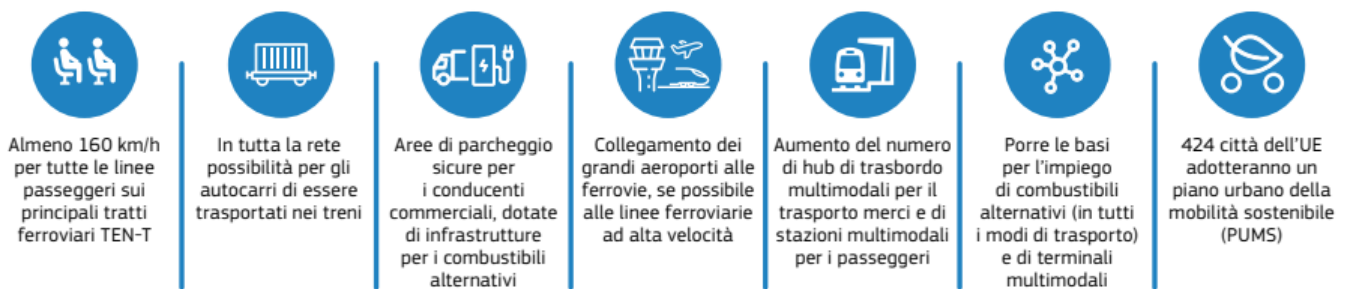 Almeno 160 km/h
per tutte le linee
passeggeri sui
principali tratti
ferroviari TEN-T
In tutta la rete
possibilità per gli
autocarri di essere
trasportati nei treni
Aree di parcheggio
sicure per
i conducenti
commerciali, dotate
di infrastrutture
per i combustibili
alternativi
Collegamento dei
grandi aeroporti alle
ferrovie, se possibile
alle linee ferroviarie
ad alta velocità
Aumento del numero
di hub di trasbordo
multimodali per il
trasporto merci e di
stazioni multimodali
per i passeggeri
Porre le basi
per l'impiego
di combustibili
alternativi (in tutti
i modi di trasporto)
e di terminali
multimodali
424 città dell'UE
adotteranno un
piano urbano della
mobilità sostenibile
(PUMS)